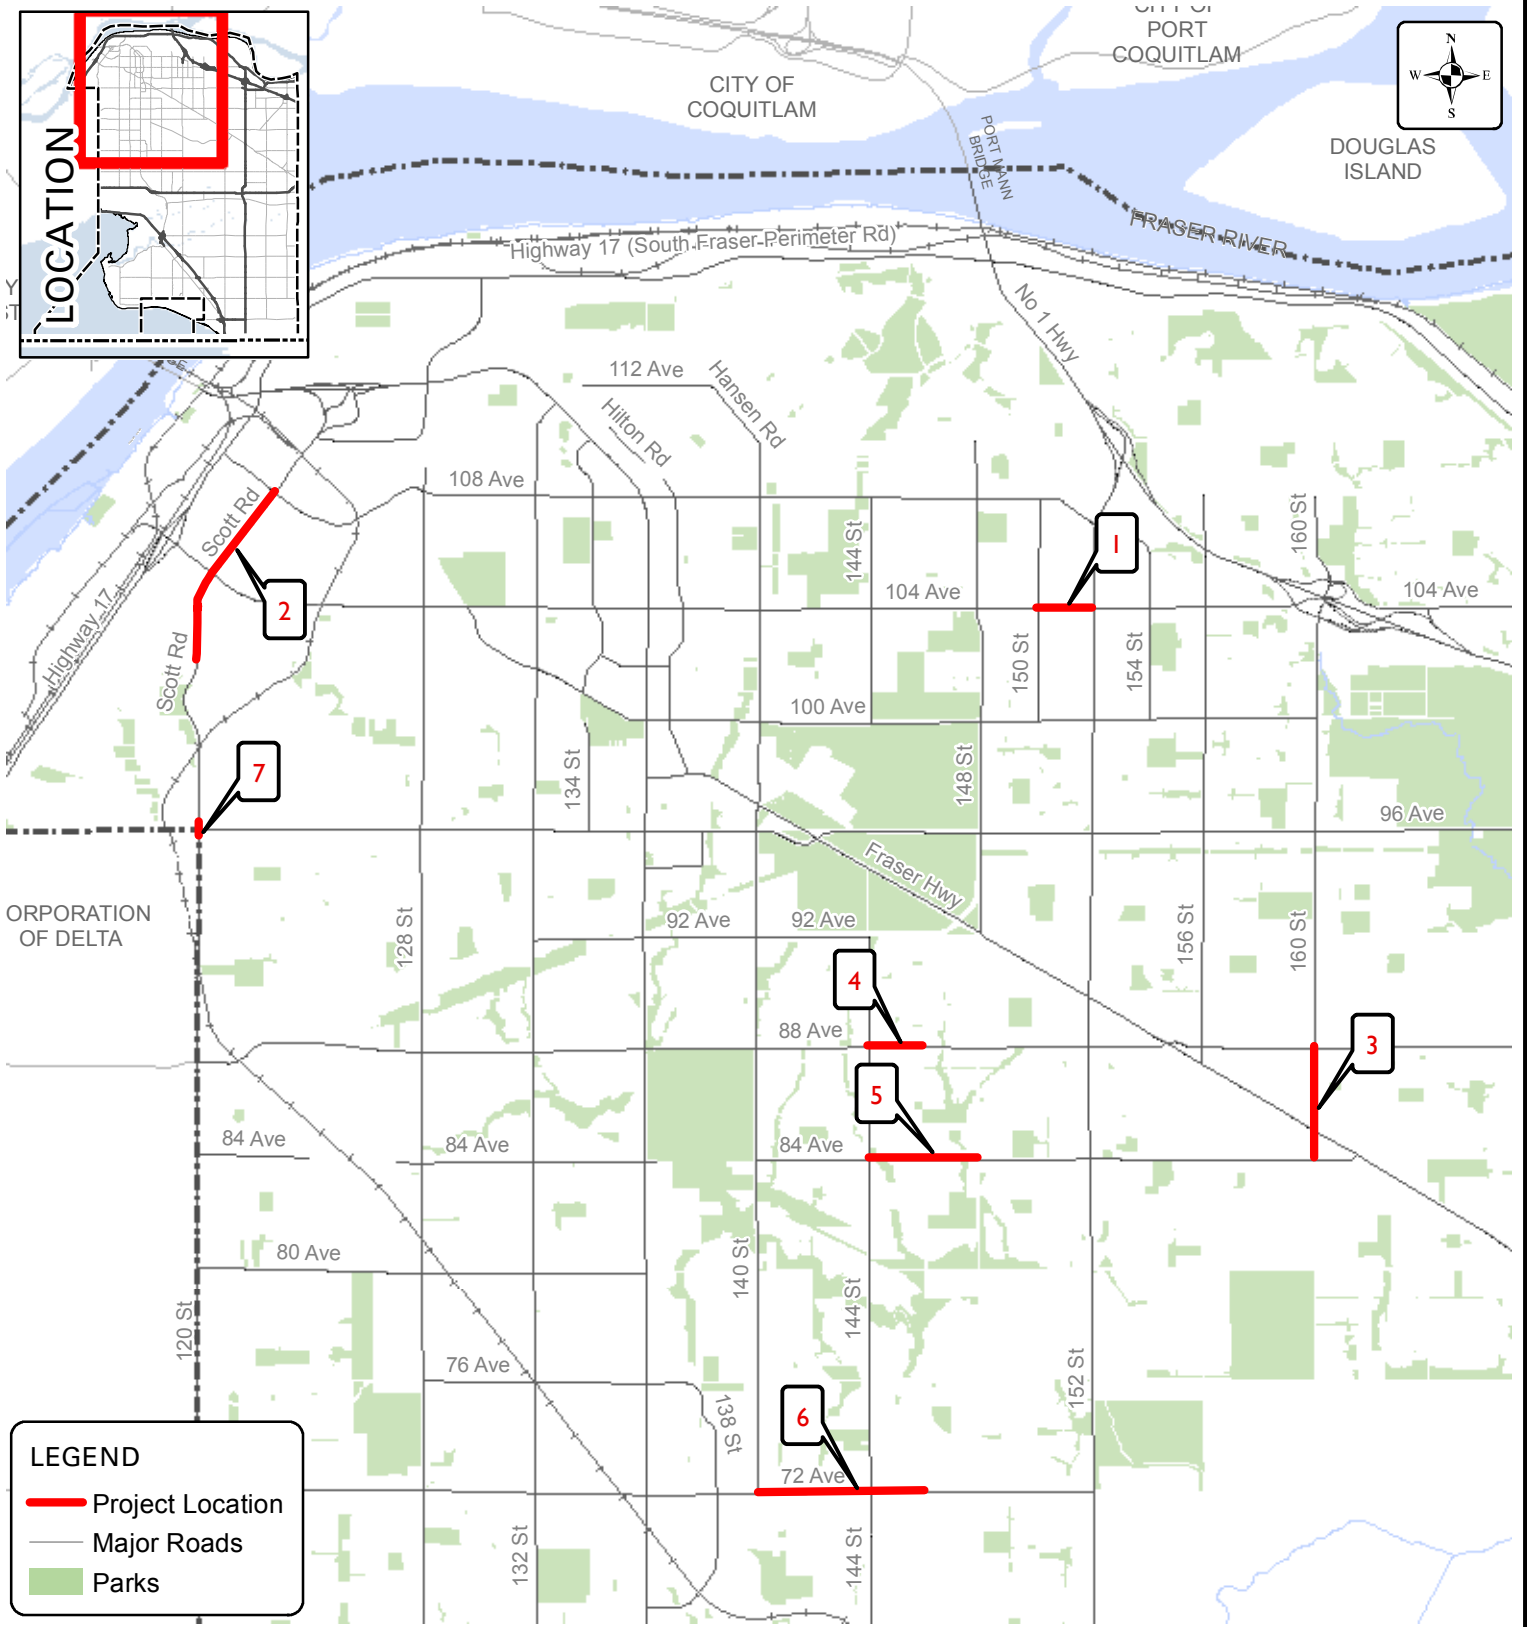 CITY OF
PORT
COQUITLAM
CITY OF
COQUITLAM
N
W
E
S
DOUGLAS
ISLAND
PORT MANN
BRIDGE
FRASER RIVER
LOCATION
Highway 17 (South Fraser Perimeter Rd)
No 1 Hwy
112 Ave
Hansen Rd
Hilton Rd
108 Ave
Scott Rd
144 St
160 St
1
104 Ave
104 Ave
2
Highway 17
Scott Rd
150 St
154 St
100 Ave
7
134 St
148 St
96 Ave
Fraser Hwy
ORPORATION
OF DELTA
128 St
92 Ave
92 Ave
156 St
160 St
4
88 Ave
3
5
84 Ave
84 Ave
84 Ave
80 Ave
140 St
144 St
120 St
76 Ave
152 St
138 St
6
72 Ave
132 St
144 St
LEGEND
Project Location
Major Roads
Parks